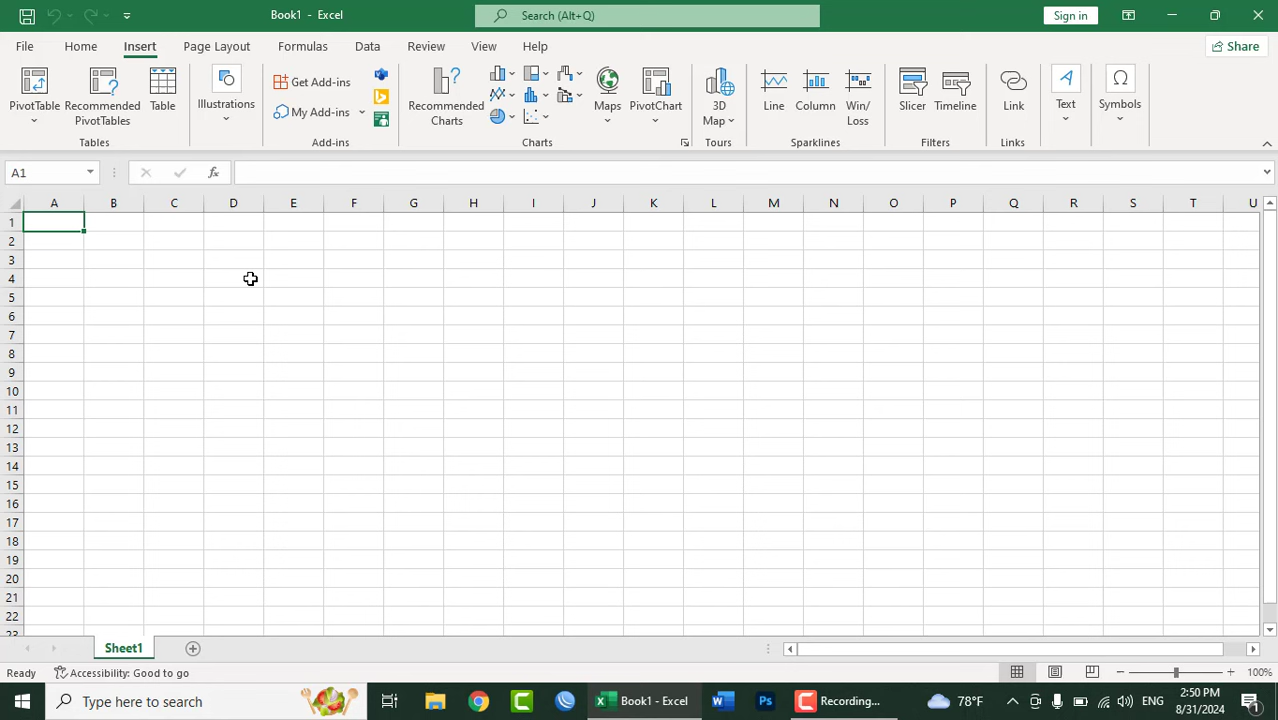 Book1 - Excel
Search (Alt+Q)
Sign in
File Home Insert Page Layout Formulas Data Review View Help
Share
PivotTable
Recommended PivotTables
Table
Illustrations
Get Add-ins
My Add-ins
Recommended Charts
Maps
PivotChart
3D Map
Line
Column
Win/Loss
Slicer
Timeline
Link
Text
Symbols
Tables Add-ins Charts Tours Sparklines Filters Links
A1 fx
A B C D E F G H I J K L M N O P Q R S T U
1
2
3
4
5
6
7
8
9
10
11
12
13
14
15
16
17
18
19
20
21
22
23
Sheet1
Ready Accessibility: Good to go 100%
Type here to search
Book1 - Excel
Recording...
78°F
ENG
2:50 PM
8/31/2024
1